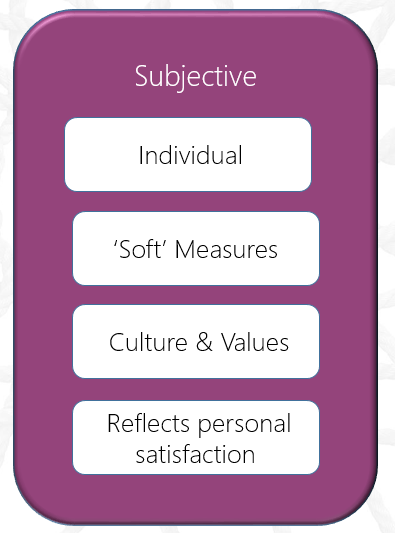 Subjective
Individual
‘Soft’ Measures
Culture & Values
Reflects personal
satisfaction